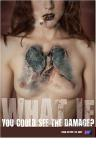 WHAT IF
YOU COULD SEE THE DAMAGE?